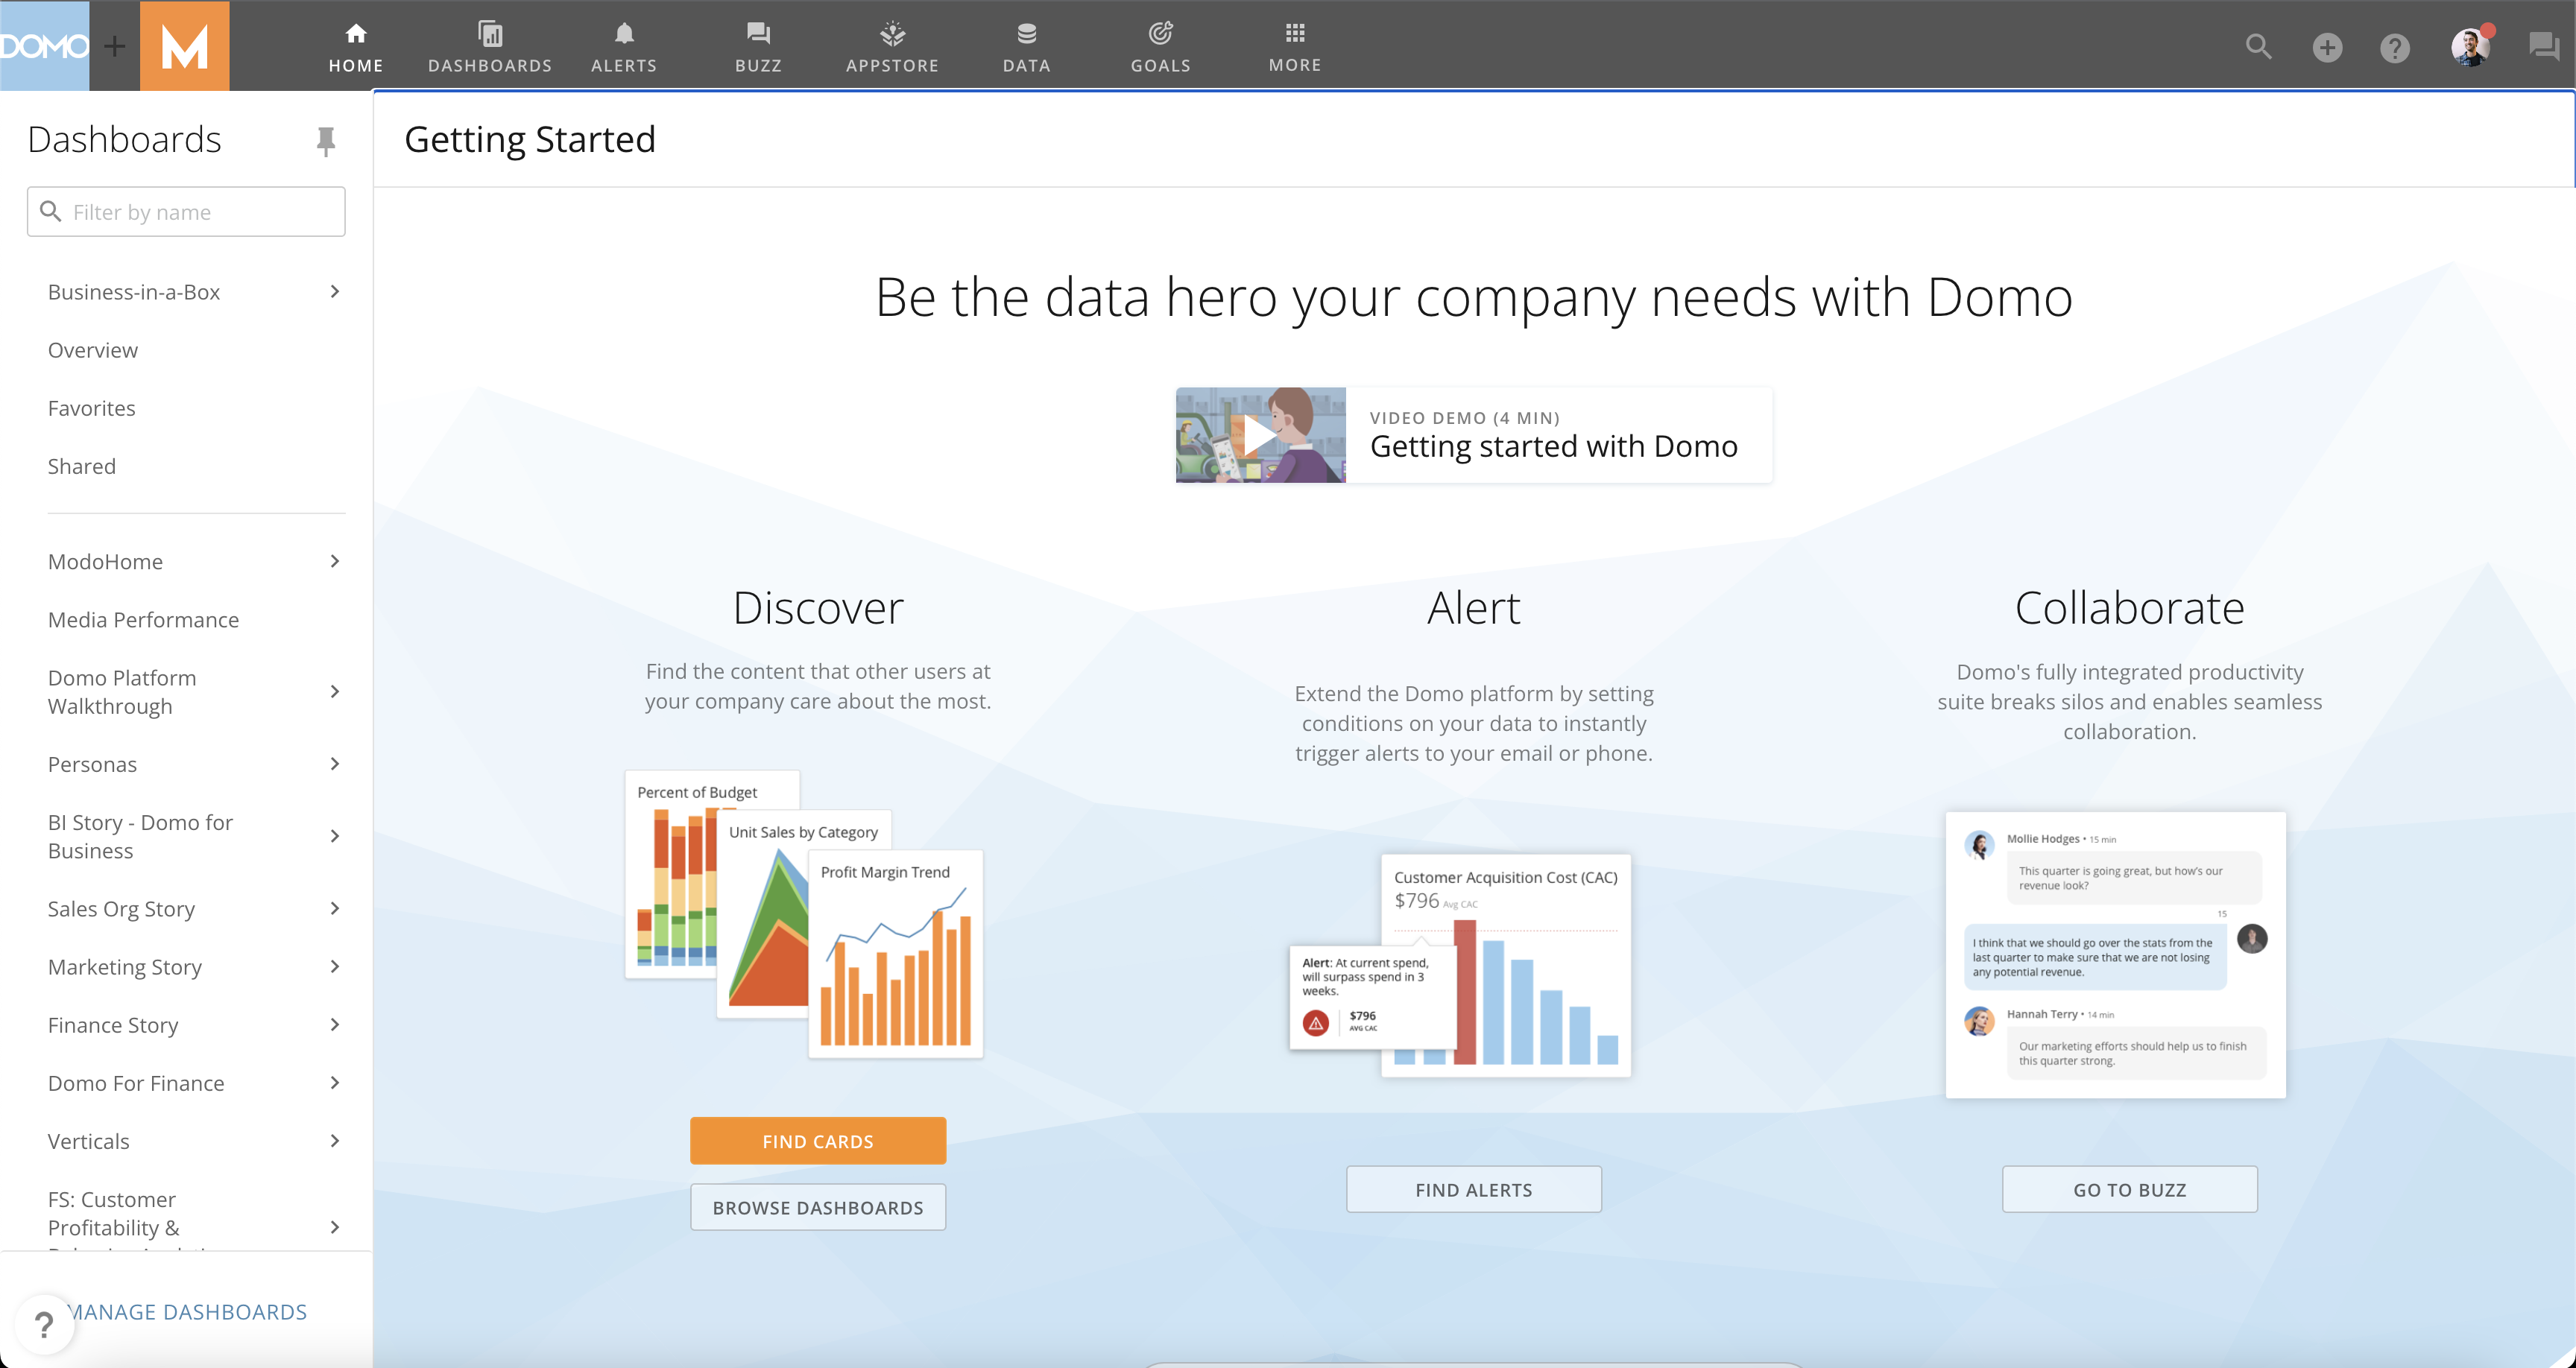 DOMO
M
HOME
DASHBOARDS
ALERTS
BUZZ
APPSTORE
DATA
GOALS
MORE
Dashboards
Filter by name
Business-in-a-Box
Overview
Favorites
Shared
ModoHome
Media Performance
Domo Platform
Walkthrough
Personas
BI Story - Domo for
Business
Sales Org Story
Marketing Story
Finance Story
Domo For Finance
Verticals
FS: Customer
Profitability &
?
MANAGE DASHBOARDS
Getting Started
Be the data hero your company needs with Domo
VIDEO DEMO (4 MIN)
Getting started with Domo
Discover
Find the content that other users at
your company care about the most.
Percent of Budget
Unit Sales by Category
Profit Margin Trend
FIND CARDS
BROWSE DASHBOARDS
Alert
Extend the Domo platform by setting
conditions on your data to instantly
trigger alerts to your email or phone.
Customer Acquisition Cost (CAC)
$796 Avg CAC
Alert: At current spend,
will surpass spend in 3
weeks.
$796
AVG CAC
FIND ALERTS
Collaborate
Domo's fully integrated productivity
suite breaks silos and enables seamless
collaboration.
Mollie Hodges • 15 min
This quarter is going great, but how's our
revenue look?
15
I think that we should go over the stats from the
last quarter to make sure that we are not losing
any potential revenue.
Hannah Terry • 14 min
Our marketing efforts should help us to finish
this quarter strong.
GO TO BUZZ